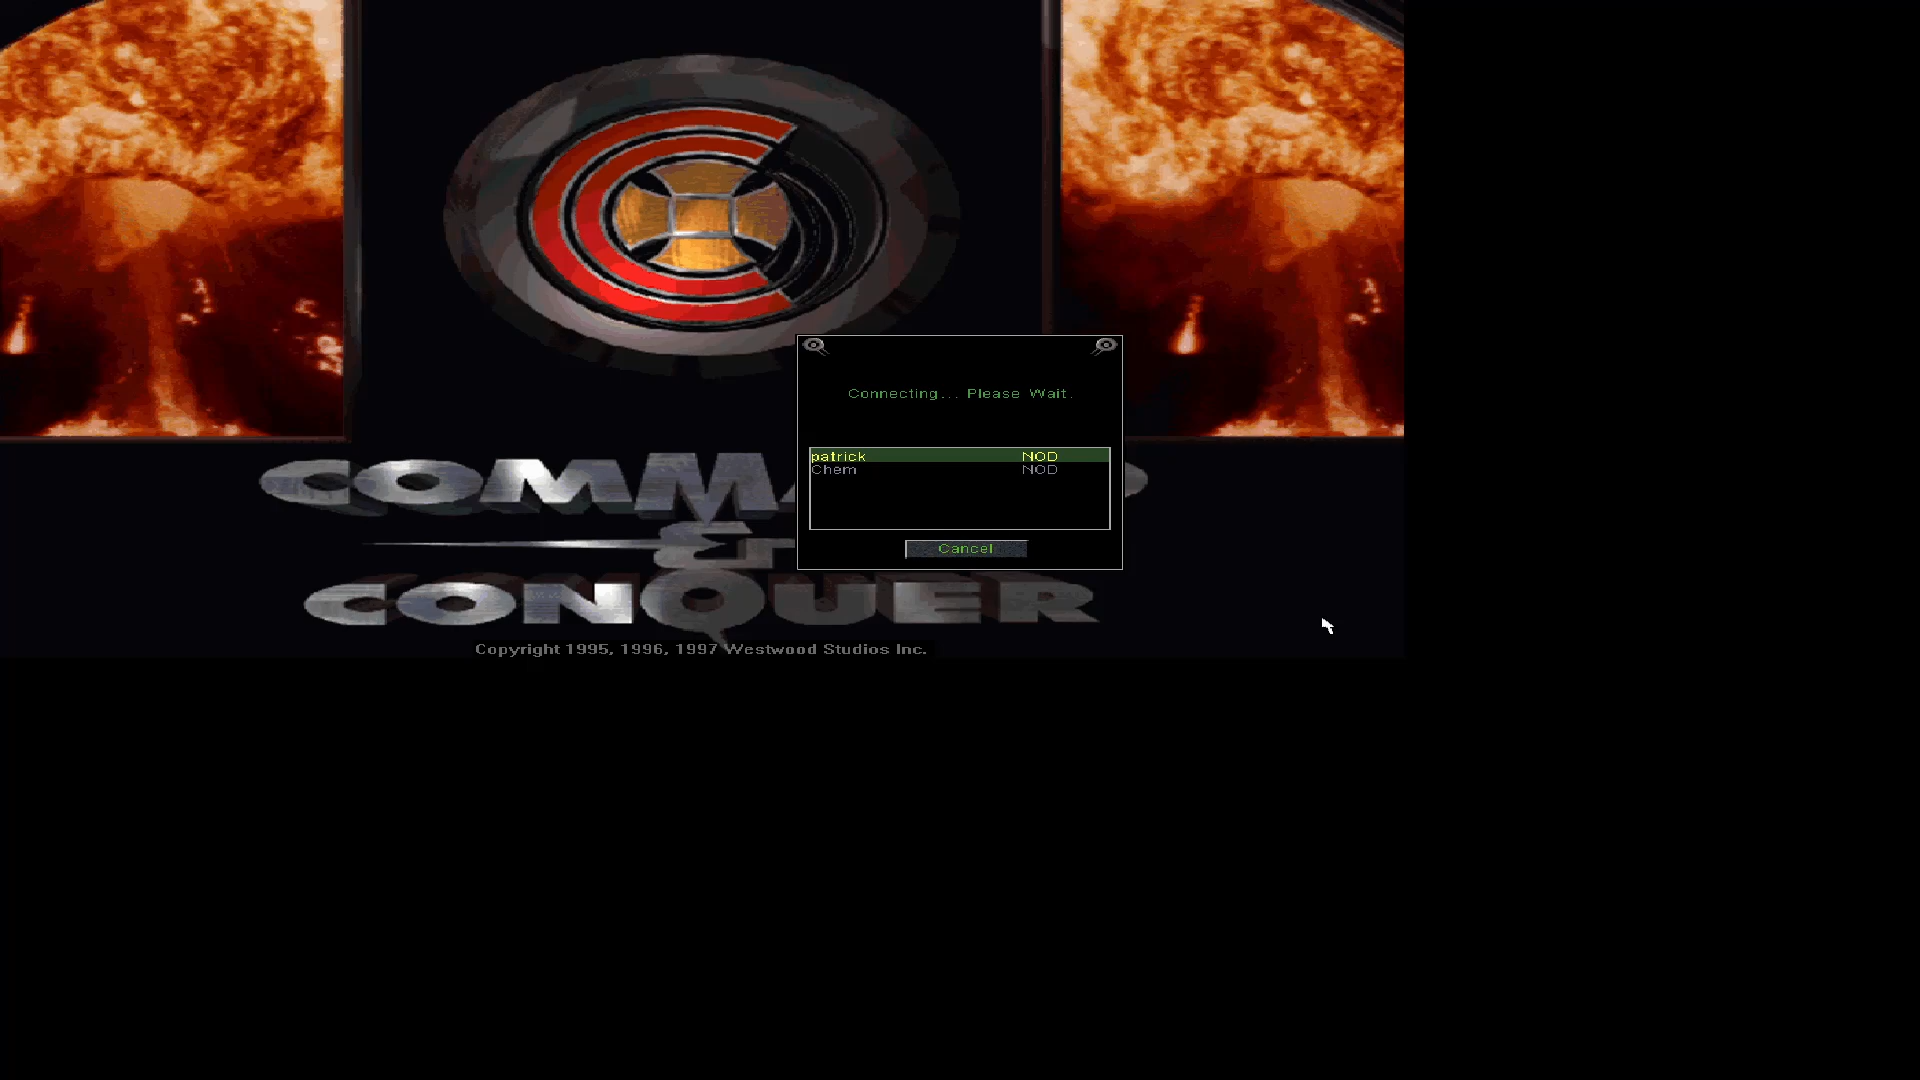 Connecting... Please Wait.
patrick NOD
Chem NOD
Cancel
COMMAND
&
CONQUER
Copyright 1995, 1996, 1997 Westwood Studios Inc.